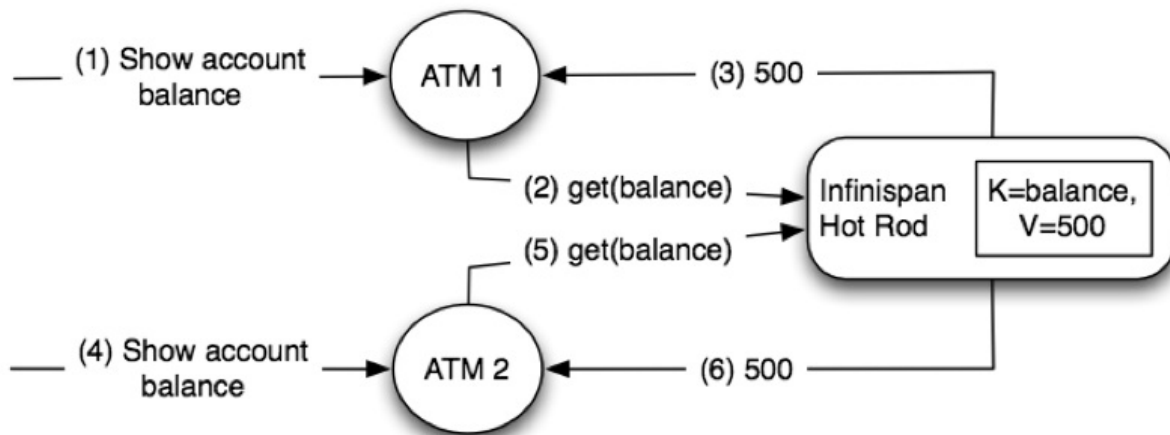 (1) Show account
balance
ATM 1
(3) 500
(2) get(balance)
Infinispan
Hot Rod
K=balance,
V=500
(5) get(balance)
(4) Show account
balance
ATM 2
(6) 500